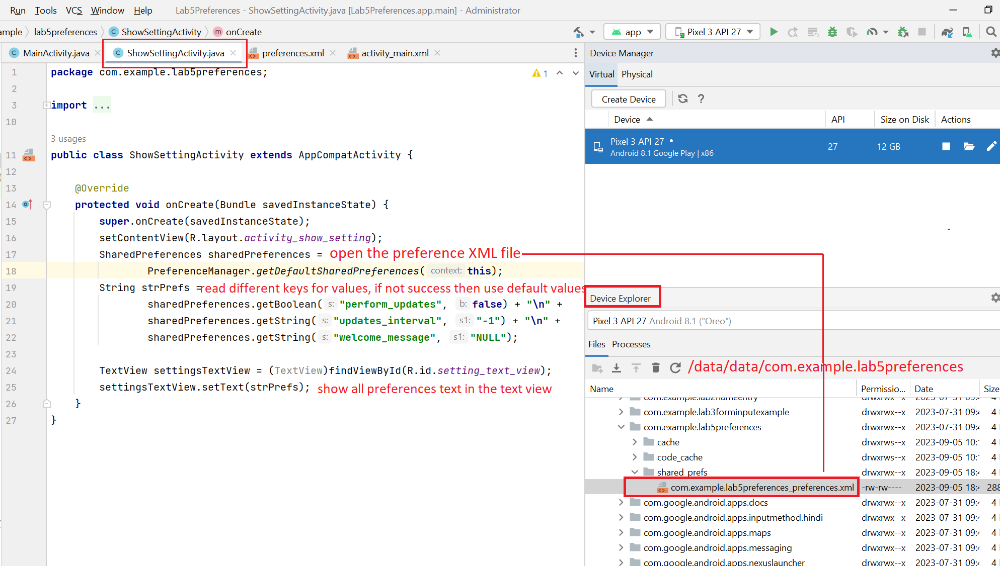 Run Tools VCS Window Help Lab5Preferences - ShowSettingActivity.java [Lab5Preferences.app.main] - Administrator
ample lab5preferences ShowSettingActivity onCreate app Pixel 3 API 27
MainActivity.java ShowSettingActivity.java preferences.xml activity_main.xml
1 package com.example.lab5preferences; 1
2
3 import ...
10
3 usages
11 public class ShowSettingActivity extends AppCompatActivity {
12
13 @Override
14 protected void onCreate(Bundle savedInstanceState) {
15 super.onCreate(savedInstanceState);
16 setContentView(R.layout.activity_show_setting);
17 SharedPreferences sharedPreferences = open the preference XML file
18 PreferenceManager.getDefaultSharedPreferences( context: this);
19 String strPrefs = read different keys for values, if not success then use default values
20 sharedPreferences.getBoolean( s: "perform_updates", b: false) + "\n" +
21 sharedPreferences.getString( s: "updates_interval", s1: "-1") + "\n" +
22 sharedPreferences.getString( s: "welcome_message", s1: "NULL");
23
24 TextView settingsTextView = (TextView)findViewById(R.id.setting_text_view);
25 settingsTextView.setText(strPrefs); show all preferences text in the text view
26 }
27 }
Device Manager
Virtual Physical
Create Device ?
Device API Size on Disk Actions
Pixel 3 API 27 • 27 12 GB
Android 8.1 Google Play | x86
Device Explorer
Pixel 3 API 27 Android 8.1 ("Oreo")
Files Processes
/data/data/com.example.lab5preferences
Name Permissio... Date Size
com.example.lab2nameentry drwxrwx--x 2023-07-31 09:4 4
com.example.lab3forminputexample drwxrwx--x 2023-07-31 09:4 4
com.example.lab5preferences drwxrwx--x 2023-07-31 09:4 4
cache drwxrws--x 2023-09-05 10:1 4
code_cache drwxrws--x 2023-09-05 10:1 4
shared_prefs drwxrwx--x 2023-09-05 18:4 4
com.example.lab5preferences_preferences.xml -rw-rw---- 2023-09-05 18:4 288
com.google.android.apps.docs drwxrwx--x 2023-07-31 09:4 4
com.google.android.apps.inputmethod.hindi drwxrwx--x 2023-07-31 09:4 4
com.google.android.apps.maps drwxrwx--x 2023-07-31 09:4 4
com.google.android.apps.messaging drwxrwx--x 2023-07-31 09:4 4
com.google.android.apps.nexuslauncher drwxrwx--x 2023-07-31 09:4 4